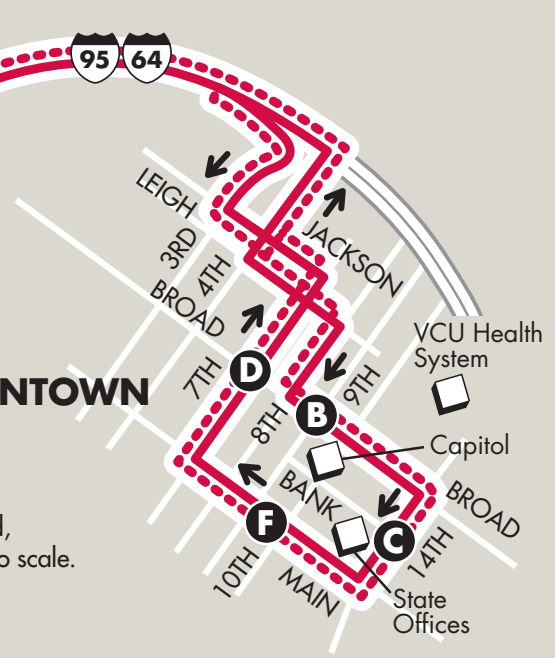 95 64
LEIGH
JACKSON
3RD
4TH
BROAD
VCU Health
System
D
7TH
9TH
NTOWN
B
8TH
Capitol
BANK
BROAD
d,
o scale.
F
C
14TH
10TH
MAIN
State
Offices